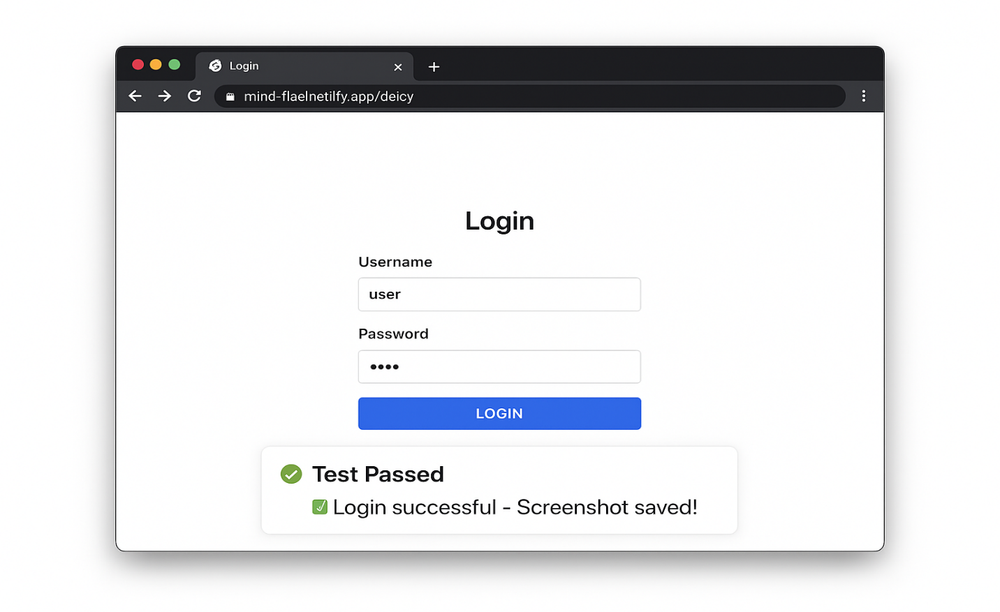 Login
mind-flaelnetilfy.app/deicy
Login
Username
user
Password
••••
LOGIN
Test Passed
Login successful - Screenshot saved!